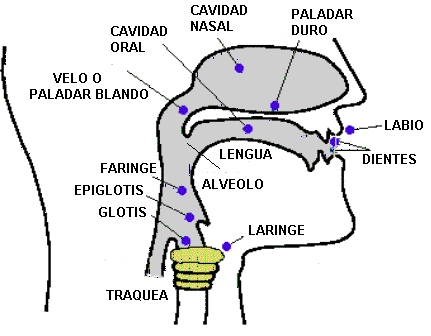 CAVIDAD
NASAL
PALADAR
DURO
CAVIDAD
ORAL
VELO O
PALADAR BLANDO
LABIO
LENGUA
DIENTES
FARINGE
ALVEOLO
EPIGLOTIS
GLOTIS
LARINGE
TRAQUEA